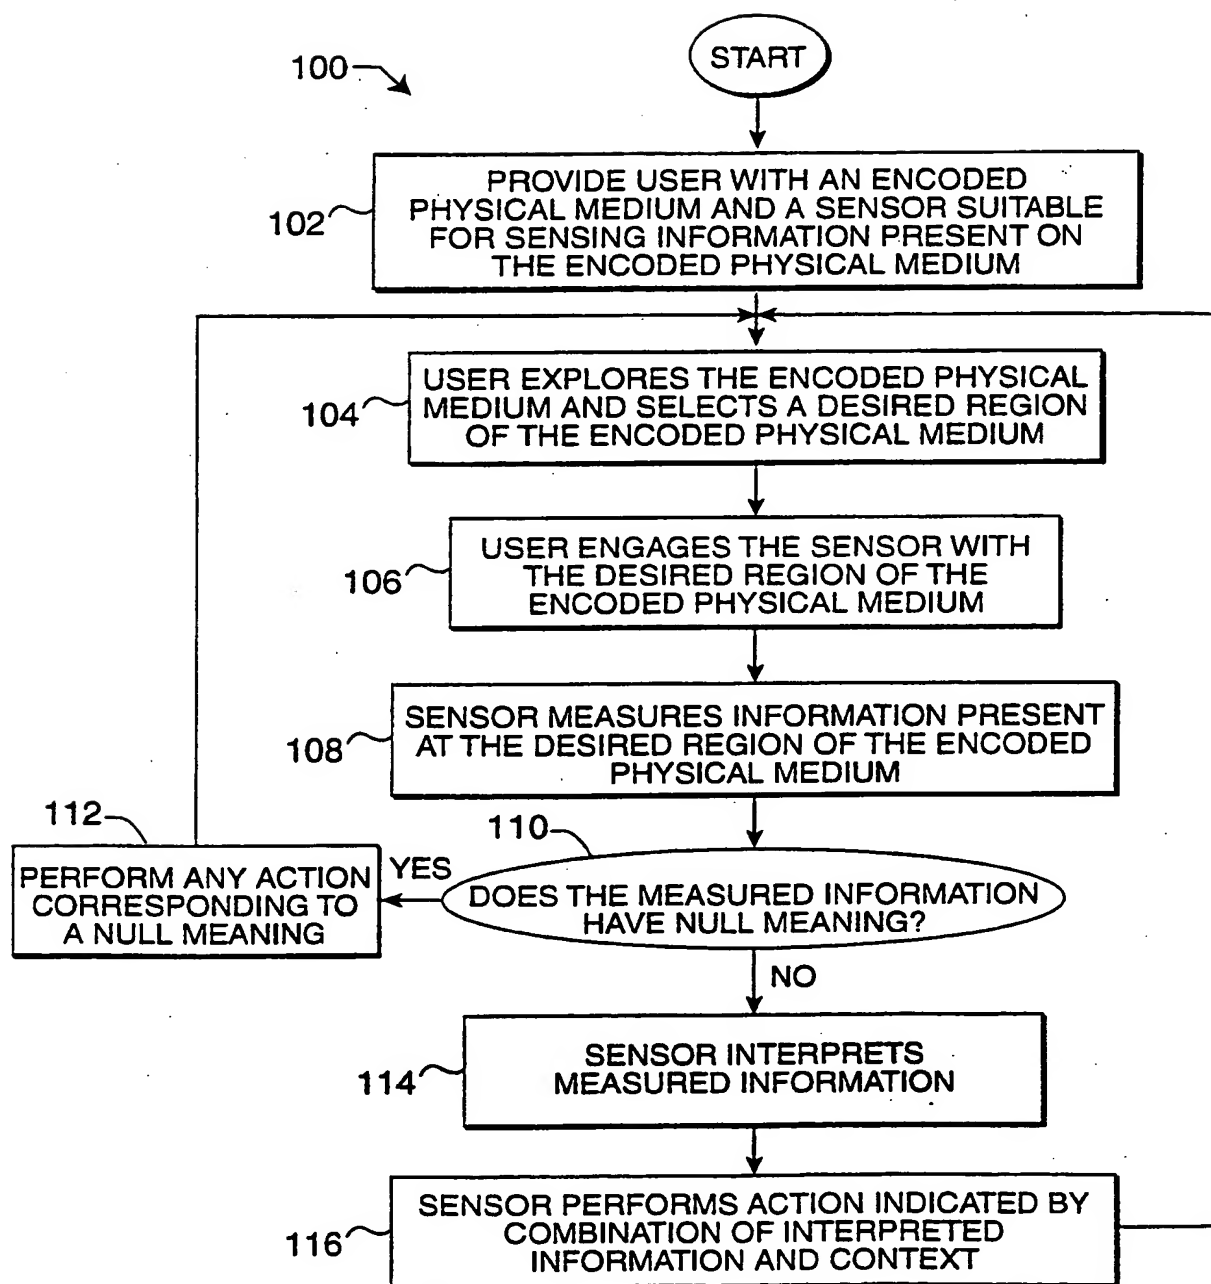 START
100
PROVIDE USER WITH AN ENCODED
PHYSICAL MEDIUM AND A SENSOR SUITABLE
FOR SENSING INFORMATION PRESENT ON
THE ENCODED PHYSICAL MEDIUM
102
USER EXPLORES THE ENCODED PHYSICAL
MEDIUM AND SELECTS A DESIRED REGION
OF THE ENCODED PHYSICAL MEDIUM
104
USER ENGAGES THE SENSOR WITH
THE DESIRED REGION OF THE
ENCODED PHYSICAL MEDIUM
106
SENSOR MEASURES INFORMATION PRESENT
AT THE DESIRED REGION OF THE ENCODED
PHYSICAL MEDIUM
108
112
110
PERFORM ANY ACTION
CORRESPONDING TO
A NULL MEANING
YES
DOES THE MEASURED INFORMATION
HAVE NULL MEANING?
NO
SENSOR INTERPRETS
MEASURED INFORMATION
114
SENSOR PERFORMS ACTION INDICATED BY
COMBINATION OF INTERPRETED
INFORMATION AND CONTEXT
116